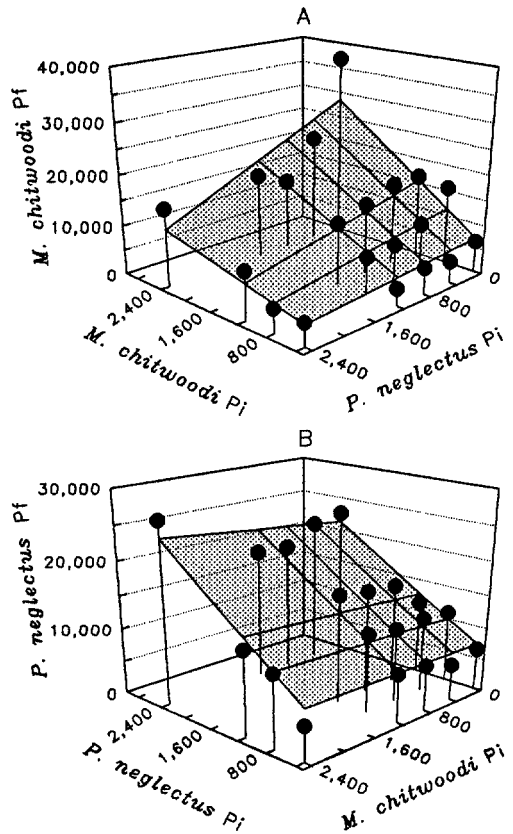 A
40,000
30,000
20,000
10,000
0
M. chitwoodi Pf
2,400
1,600
800
M. chitwoodi Pi
0
800
1,600
2,400
P. neglectus Pi
B
30,000
20,000
10,000
0
P. neglectus Pf
2,400
1,600
800
P. neglectus Pi
0
800
1,600
2,400
M. chitwoodi Pi